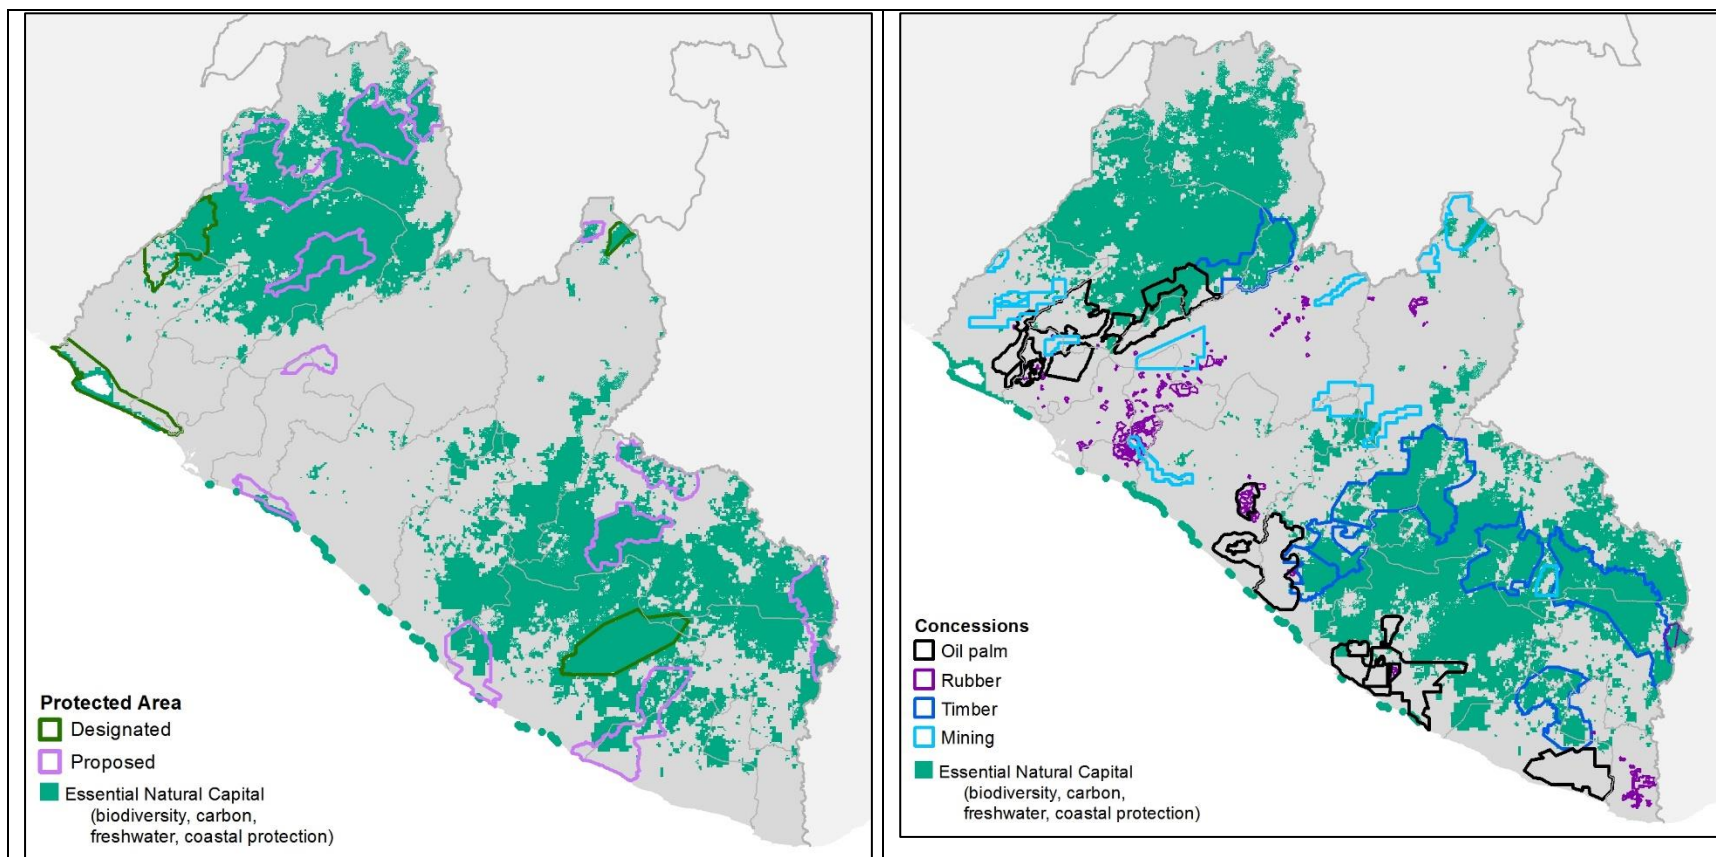 Protected Area
Designated
Proposed
Essential Natural Capital
(biodiversity, carbon,
freshwater, coastal protection)
Concessions
Oil palm
Rubber
Timber
Mining
Essential Natural Capital
(biodiversity, carbon,
freshwater, coastal protection)